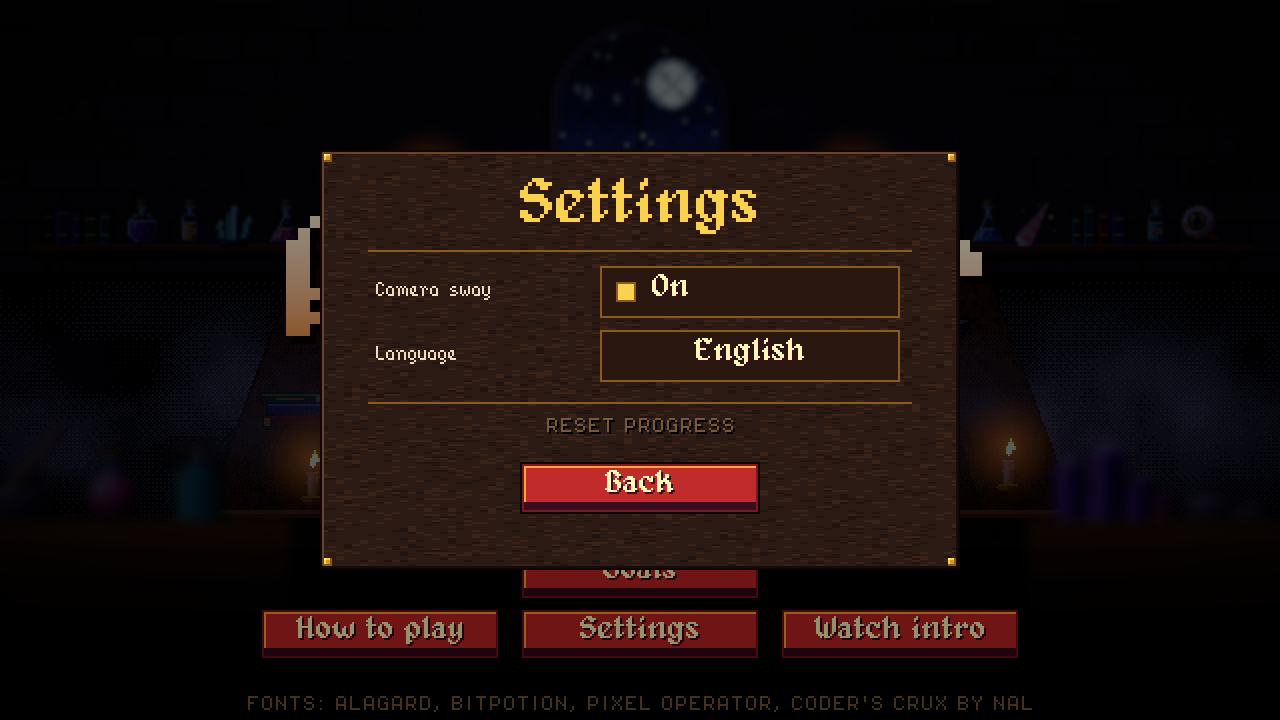 Settings
Camera sway
On
Language
English
RESET PROGRESS
Back
Goals
How to play
Settings
Watch intro
FONTS: ALAGARD, BITPOTION, PIXEL OPERATOR, CODER'S CRUX BY NAL